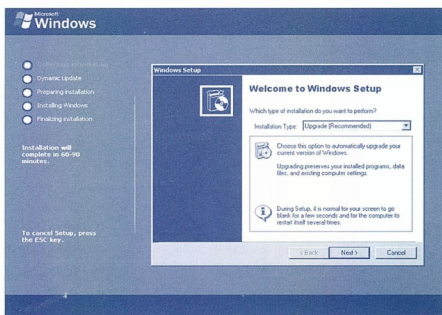 Microsoft
Windows
Dynamic Update
Preparing installation
Installing Windows
Finalizing installation
Installation will
complete in 60-90
minutes.
To cancel Setup, press
the ESC key.
Windows Setup
Welcome to Windows Setup
Which type of installation do you want to perform?
Installation Type: Upgrade (Recommended)
Choose this option to automatically upgrade your
current version of Windows.
Upgrading preserves your installed programs, data
files, and existing computer settings.
During Setup, it is normal for your screen to go
blank for a few seconds and for the computer to
restart itself several times.
< Back
Next >
Cancel